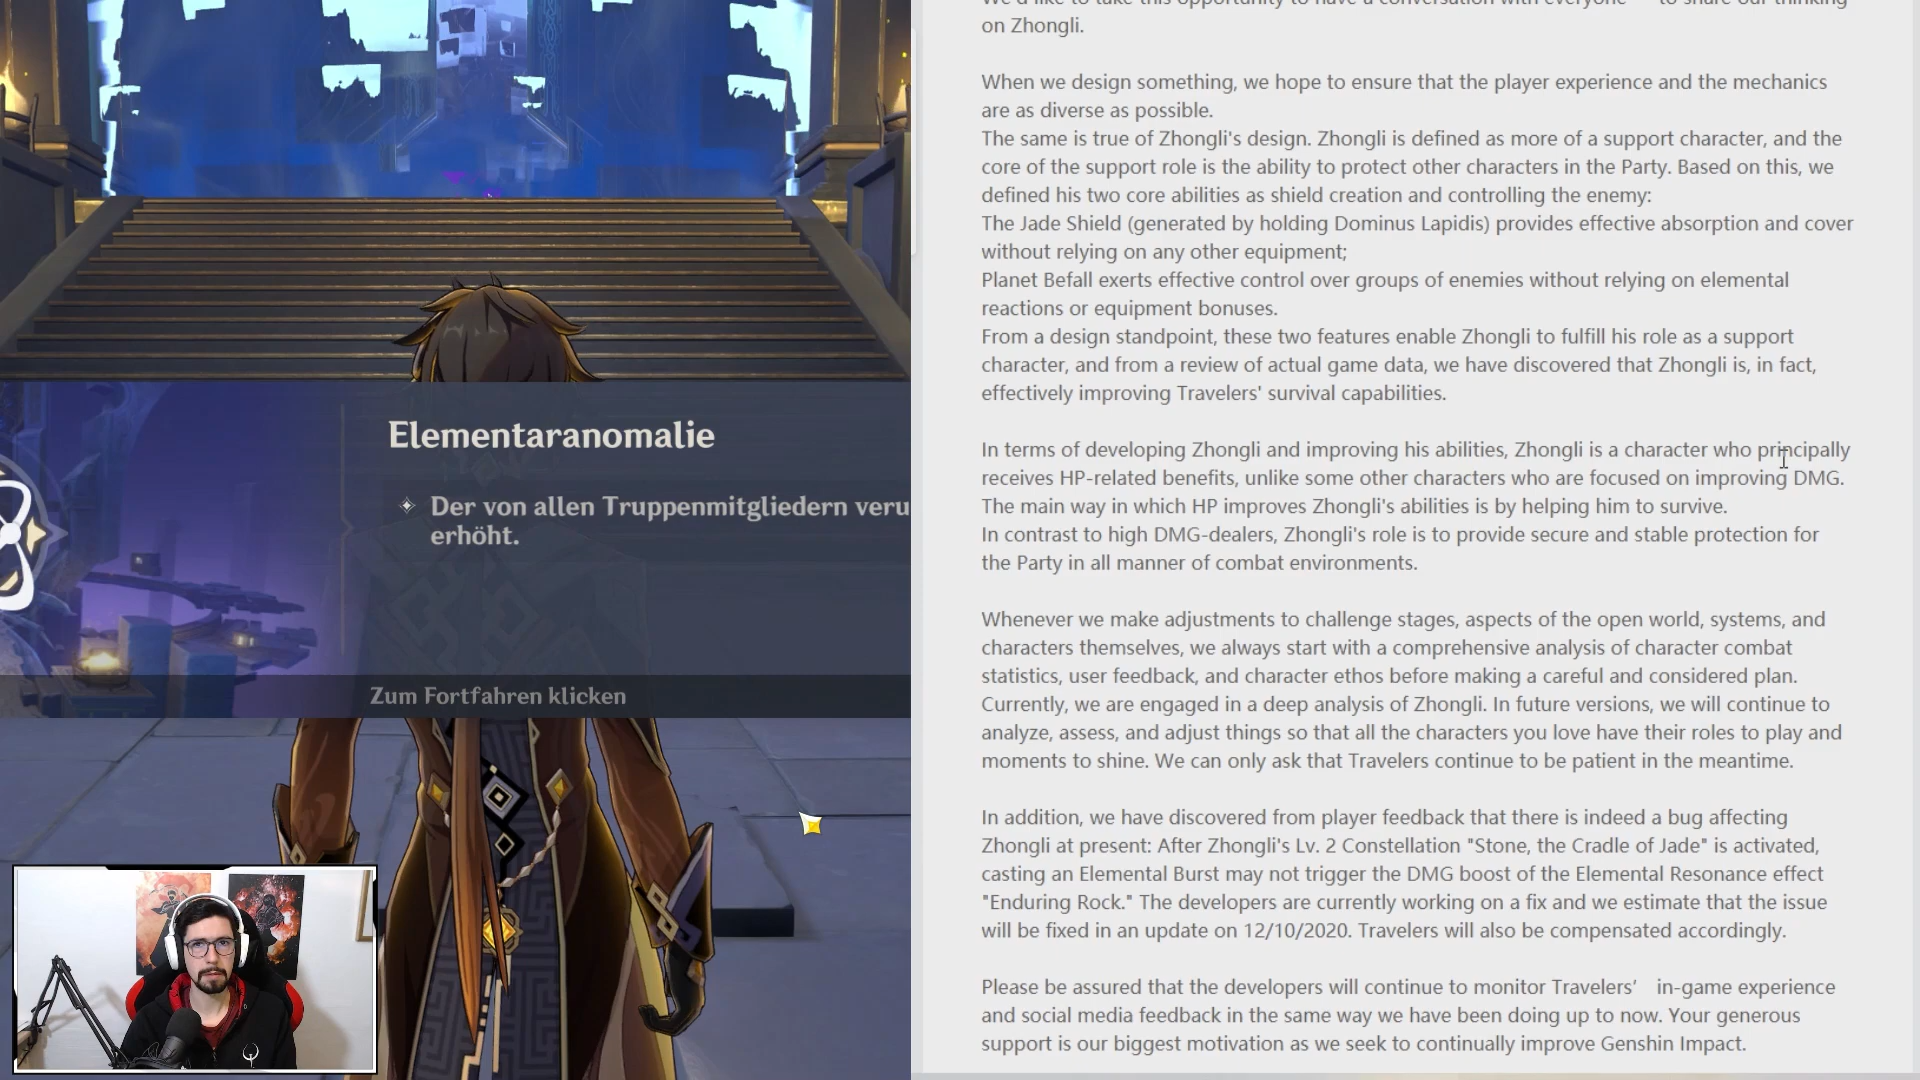 Elementaranomalie
Der von allen Truppenmitgliedern veru
erhöht.
Zum Fortfahren klicken
We'd like to take this opportunity to have a conversation with everyone to share our thinking
on Zhongli.
When we design something, we hope to ensure that the player experience and the mechanics
are as diverse as possible.
The same is true of Zhongli's design. Zhongli is defined as more of a support character, and the
core of the support role is the ability to protect other characters in the Party. Based on this, we
defined his two core abilities as shield creation and controlling the enemy:
The Jade Shield (generated by holding Dominus Lapidis) provides effective absorption and cover
without relying on any other equipment;
Planet Befall exerts effective control over groups of enemies without relying on elemental
reactions or equipment bonuses.
From a design standpoint, these two features enable Zhongli to fulfill his role as a support
character, and from a review of actual game data, we have discovered that Zhongli is, in fact,
effectively improving Travelers' survival capabilities.
In terms of developing Zhongli and improving his abilities, Zhongli is a character who principally
receives HP-related benefits, unlike some other characters who are focused on improving DMG.
The main way in which HP improves Zhongli's abilities is by helping him to survive.
In contrast to high DMG-dealers, Zhongli's role is to provide secure and stable protection for
the Party in all manner of combat environments.
Whenever we make adjustments to challenge stages, aspects of the open world, systems, and
characters themselves, we always start with a comprehensive analysis of character combat
statistics, user feedback, and character ethos before making a careful and considered plan.
Currently, we are engaged in a deep analysis of Zhongli. In future versions, we will continue to
analyze, assess, and adjust things so that all the characters you love have their roles to play and
moments to shine. We can only ask that Travelers continue to be patient in the meantime.
In addition, we have discovered from player feedback that there is indeed a bug affecting
Zhongli at present: After Zhongli's Lv. 2 Constellation "Stone, the Cradle of Jade" is activated,
casting an Elemental Burst may not trigger the DMG boost of the Elemental Resonance effect
"Enduring Rock." The developers are currently working on a fix and we estimate that the issue
will be fixed in an update on 12/10/2020. Travelers will also be compensated accordingly.
Please be assured that the developers will continue to monitor Travelers' in-game experience
and social media feedback in the same way we have been doing up to now. Your generous
support is our biggest motivation as we seek to continually improve Genshin Impact.